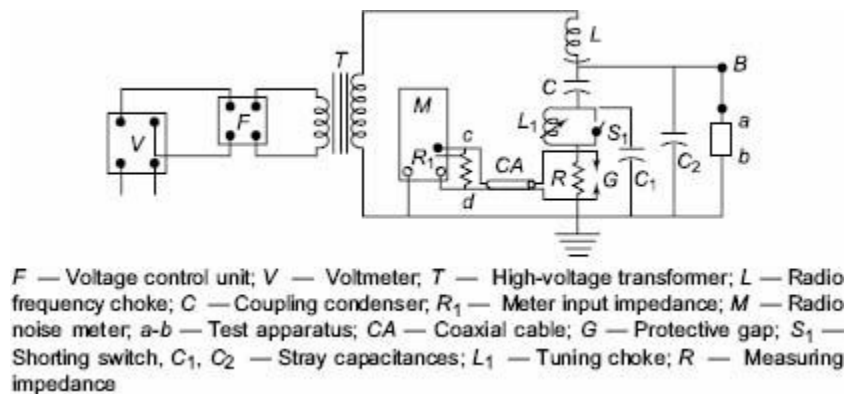 T
L
B
C
M
F
V
L1
S1
a
c
R1
CA
R
G
C1
C2
b
d
F — Voltage control unit; V — Voltmeter; T — High-voltage transformer; L — Radio
frequency choke; C — Coupling condenser; R1 — Meter input impedance; M — Radio
noise meter; a-b — Test apparatus; CA — Coaxial cable; G — Protective gap; S1 —
Shorting switch, C1, C2 — Stray capacitances; L1 — Tuning choke; R — Measuring
impedance